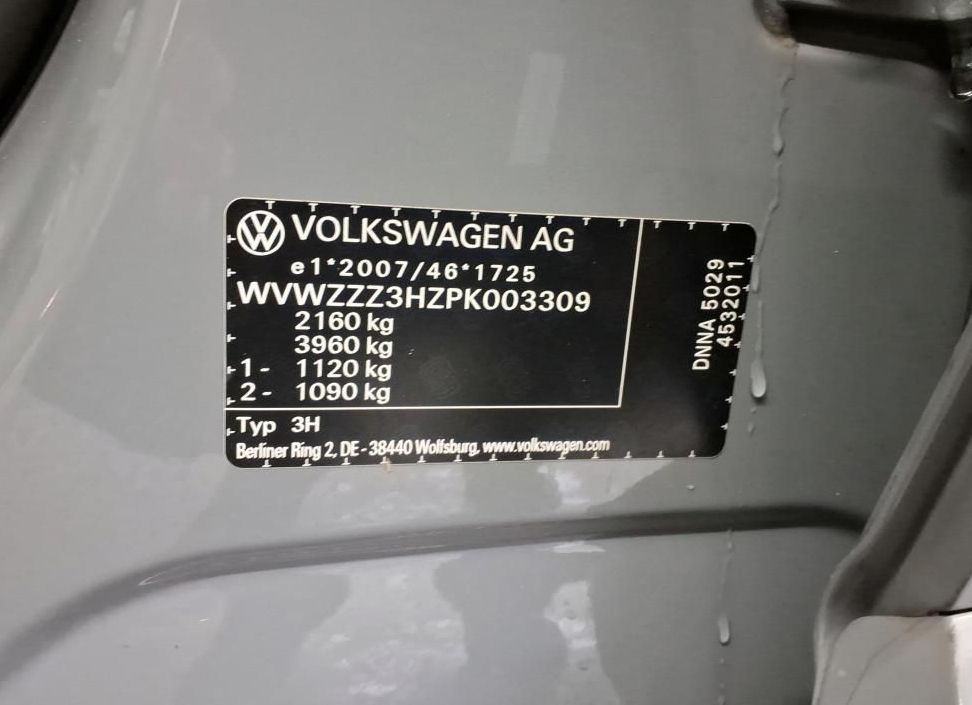 VOLKSWAGEN AG
e1*2007/46*1725
WVWZZZ3HZPK003309
2160 kg
3960 kg
1- 1120 kg
2- 1090 kg
DNNA 5029
4532011
Typ 3H
Berliner Ring 2, DE-38440 Wolfsburg, www.volkswagen.com